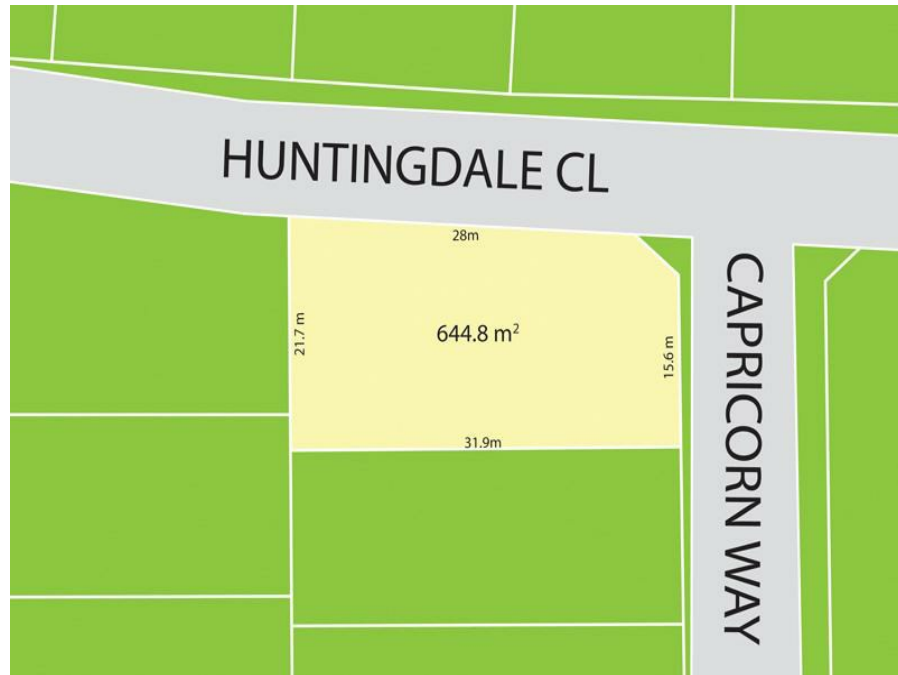 HUNTINGDALE CL
28m
CAPRICORN WAY
21.7 m
644.8 m²
15.6 m
31.9m